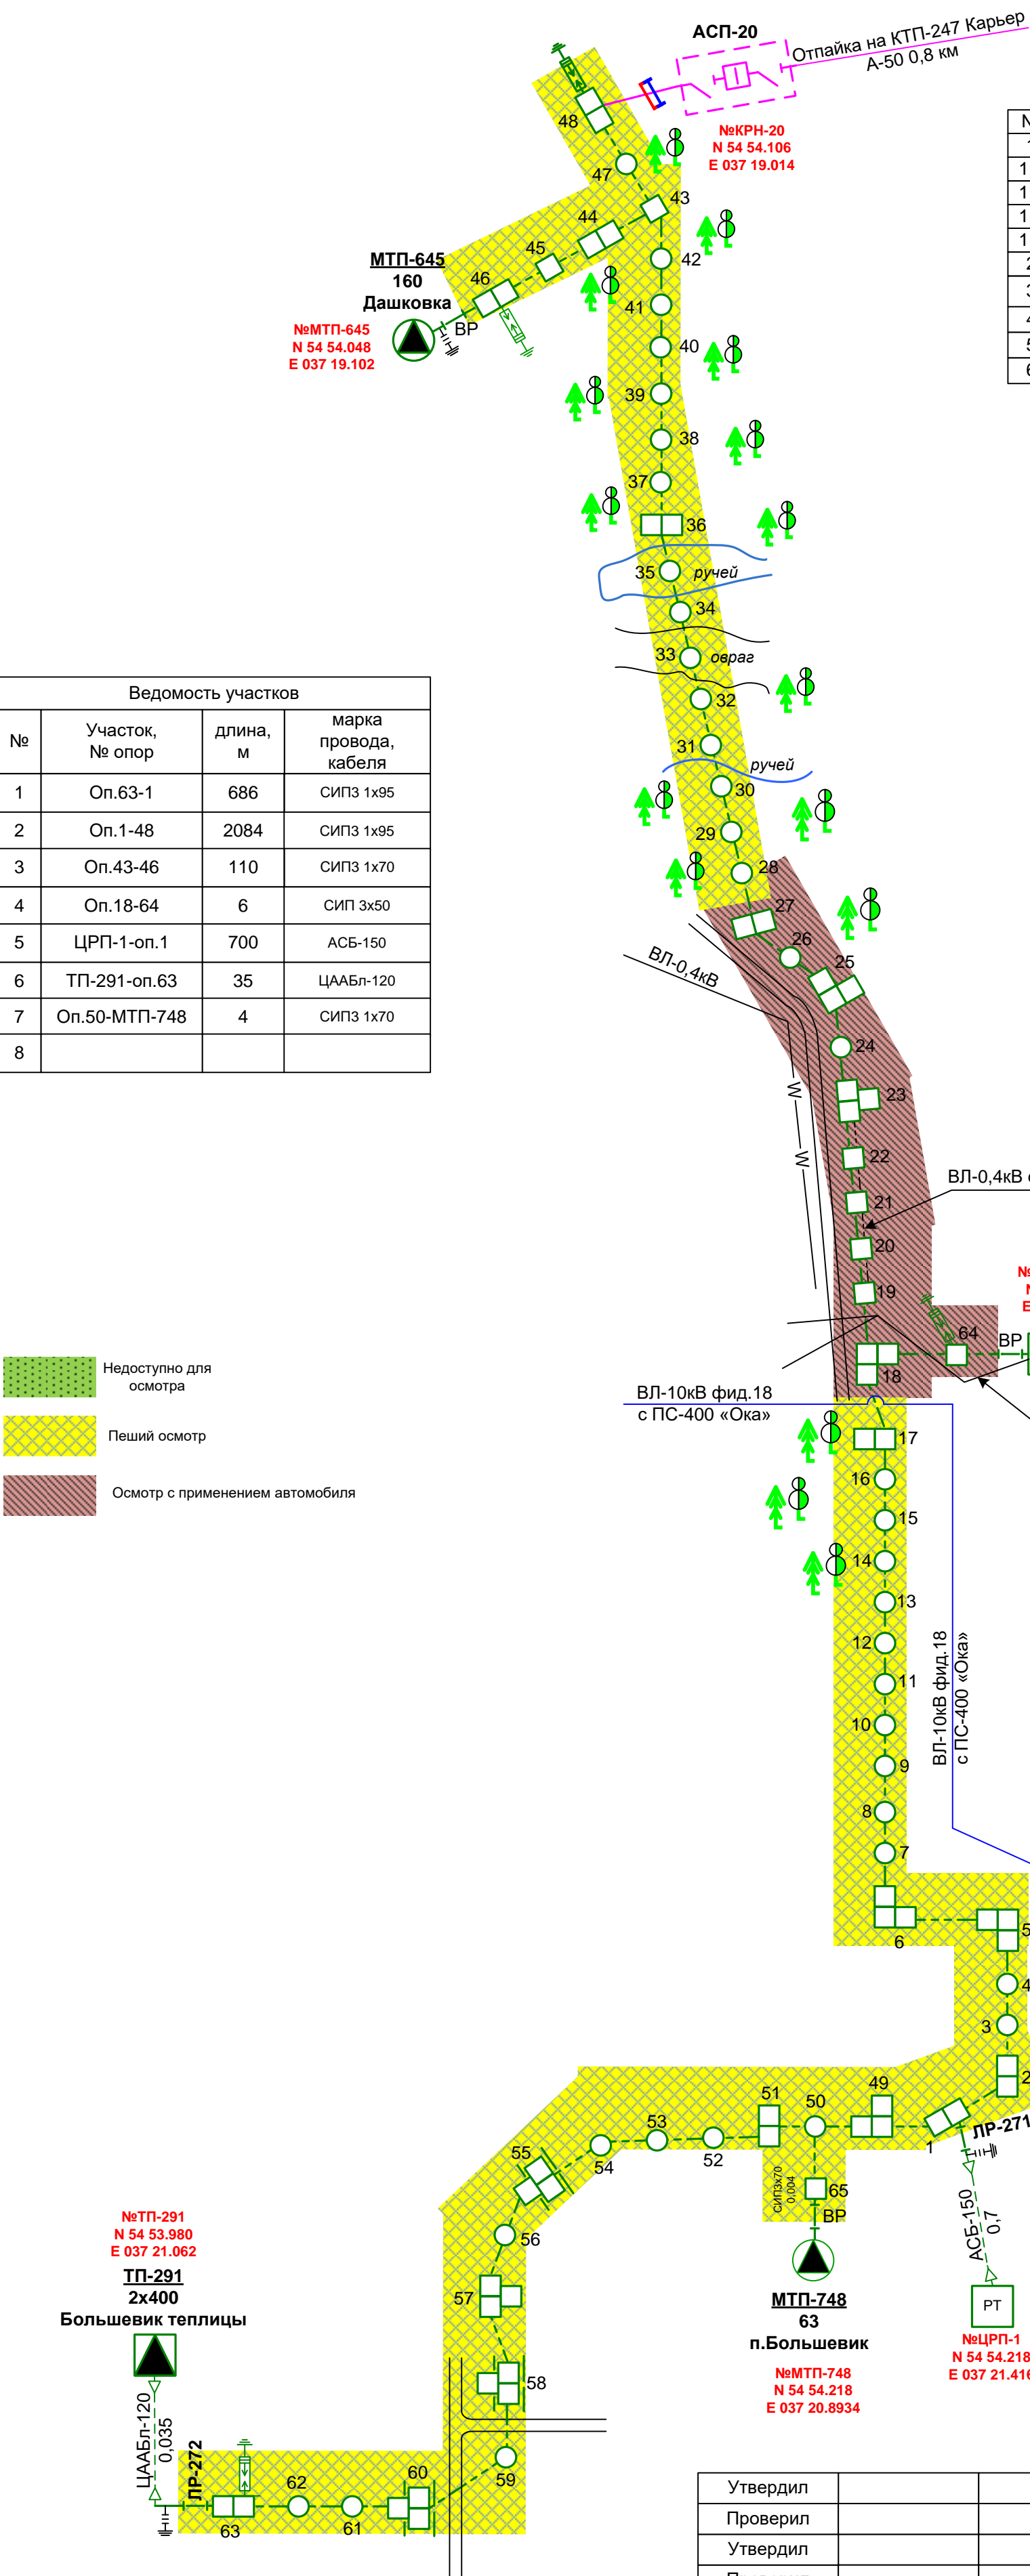 АСП-20
Отпайка на КТП-247 Карьер
А-50 0,8 км
№КРН-20
N 54 54.106
E 037 19.014
48
47
43
44
45
46
42
41
40
39
38
37
36
35
ручей
34
33
овраг
32
31
ручей
30
29
28
27
26
25
24
23
22
21
20
19
64
18
17
16
15
14
13
12
11
10
9
8
7
6
5
4
3
2
1
МТП-645
160
Дашковка
ВР
№МТП-645
N 54 54.048
E 037 19.102
Ведомость участков
№ Участок, № опор длина, м марка провода, кабеля
1 Оп.63-1 686 СИП3 1х95
2 Оп.1-48 2084 СИП3 1х95
3 Оп.43-46 110 СИП3 1х70
4 Оп.18-64 6 СИП 3х50
5 ЦРП-1-оп.1 700 АСБ-150
6 ТП-291-оп.63 35 ЦААБл-120
7 Оп.50-МТП-748 4 СИП3 1х70
8
ВЛ-0,4кВ
W
W
ВЛ-0,4кВ
ВР
Недоступно для
осмотра
Пеший осмотр
Осмотр с применением автомобиля
ВЛ-10кВ фид.18
с ПС-400 «Ока»
ВЛ-10кВ фид.18
с ПС-400 «Ока»
49
50
51
52
53
54
55
56
57
58
59
60
61
62
63
65
СИП3х70
0,004
ВР
ЛР-271
АСБ-150
0,7
РТ
№ЦРП-1
N 54 54.218
E 037 21.416
МТП-748
63
п.Большевик
№МТП-748
N 54 54.218
E 037 20.8934
№ТП-291
N 54 53.980
E 037 21.062
ТП-291
2х400
Большевик теплицы
ЦААБл-120
0,035
ЛР-272
Утвердил
Проверил
Утвердил